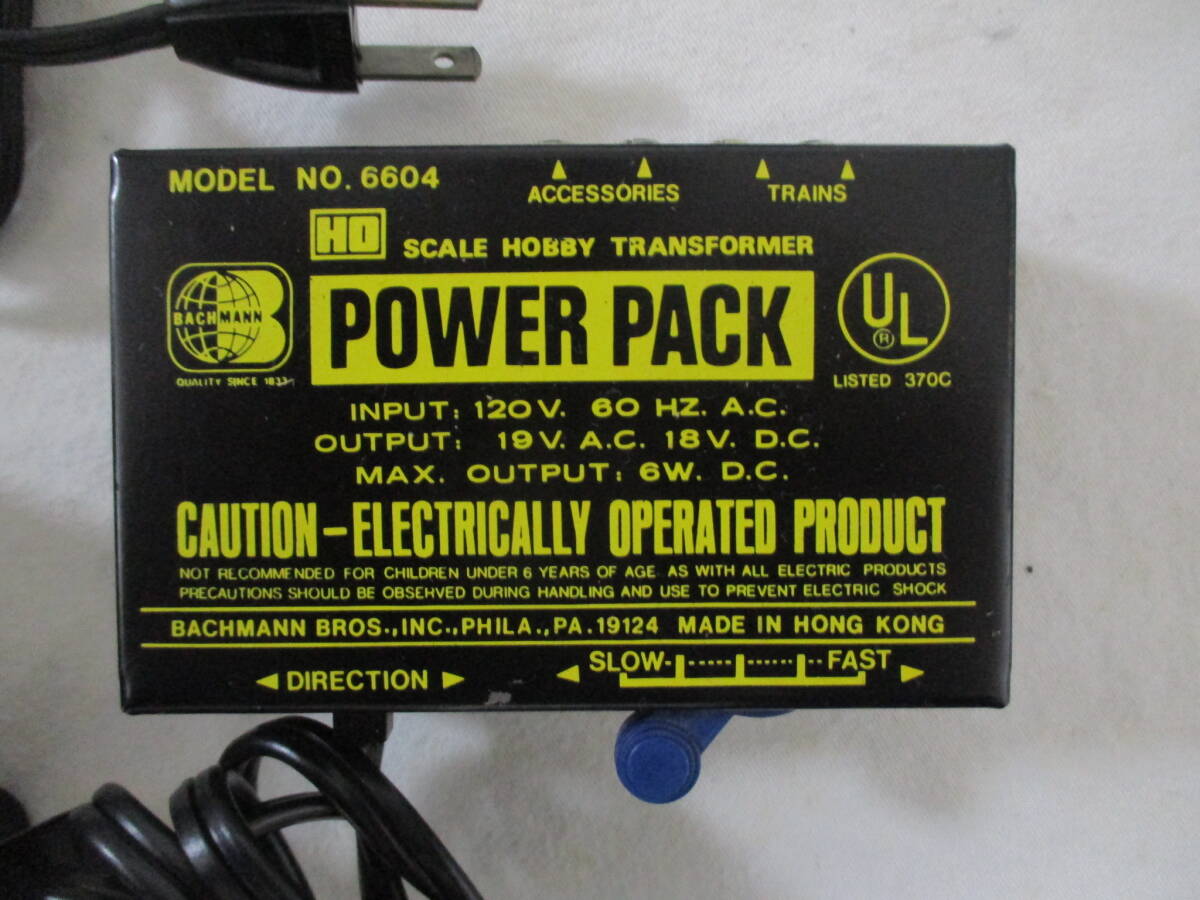 MODEL NO. 6604
ACCESSORIES
TRAINS
HO
SCALE HOBBY TRANSFORMER
BACHMANN
QUALITY SINCE 1833
POWER PACK
UL
®
LISTED 370C
INPUT: 120V. 60 HZ. A.C.
OUTPUT: 19V. A.C. 18V. D.C.
MAX. OUTPUT: 6W. D.C.
CAUTION-ELECTRICALLY OPERATED PRODUCT
NOT RECOMMENDED FOR CHILDREN UNDER 6 YEARS OF AGE AS WITH ALL ELECTRIC PRODUCTS
PRECAUTIONS SHOULD BE OBSERVED DURING HANDLING AND USE TO PREVENT ELECTRIC SHOCK
BACHMANN BROS., INC., PHILA., PA. 19124 MADE IN HONG KONG
DIRECTION
SLOW FAST